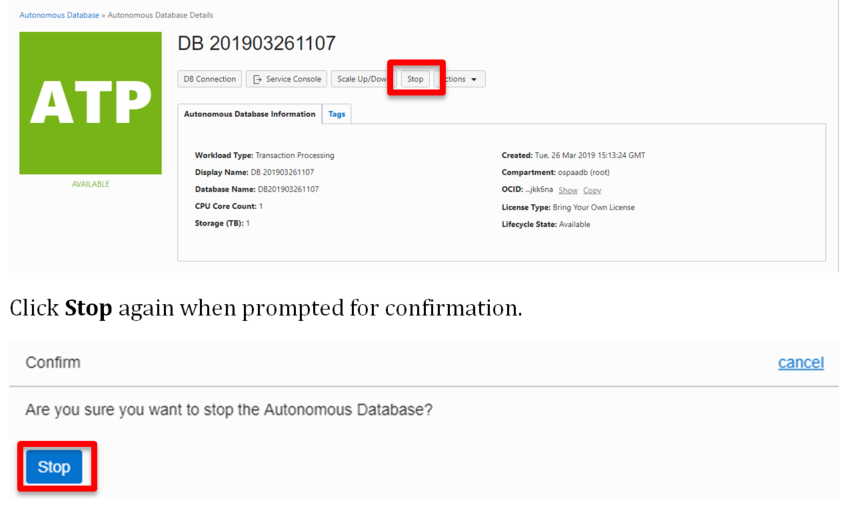 Autonomous Database » Autonomous Database Details
ATP
AVAILABLE
DB 201903261107
DB Connection Service Console Scale Up/Down Stop Actions
Autonomous Database Information Tags
Workload Type: Transaction Processing
Display Name: DB 201903261107
Database Name: DB201903261107
CPU Core Count: 1
Storage (TB): 1
Created: Tue, 26 Mar 2019 15:13:24 GMT
Compartment: ospaadb (root)
OCID: ...jkk6na Show Copy
License Type: Bring Your Own License
Lifecycle State: Available
Click Stop again when prompted for confirmation.
Confirm cancel
Are you sure you want to stop the Autonomous Database?
Stop